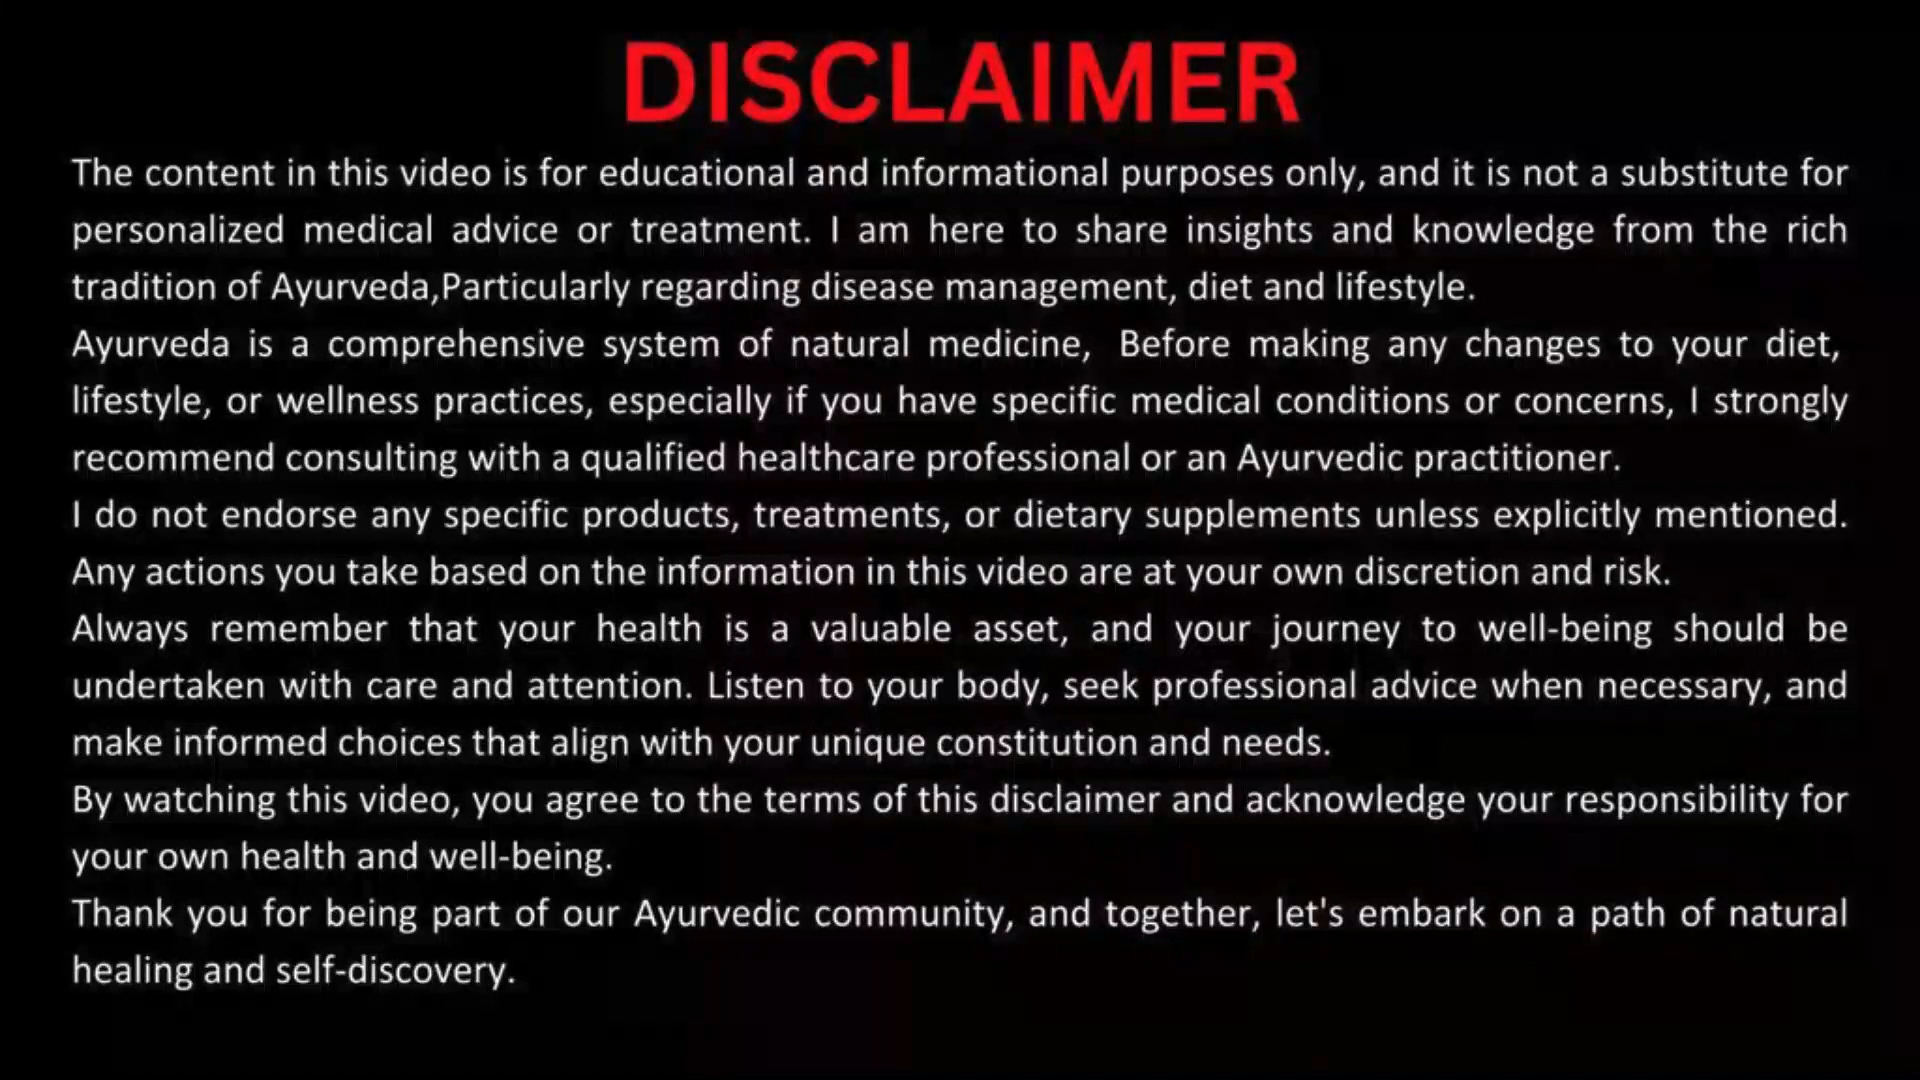 DISCLAIMER
The content in this video is for educational and informational purposes only, and it is not a substitute for
personalized medical advice or treatment. I am here to share insights and knowledge from the rich
tradition of Ayurveda,Particularly regarding disease management, diet and lifestyle.
Ayurveda is a comprehensive system of natural medicine, Before making any changes to your diet,
lifestyle, or wellness practices, especially if you have specific medical conditions or concerns, I strongly
recommend consulting with a qualified healthcare professional or an Ayurvedic practitioner.
I do not endorse any specific products, treatments, or dietary supplements unless explicitly mentioned.
Any actions you take based on the information in this video are at your own discretion and risk.
Always remember that your health is a valuable asset, and your journey to well-being should be
undertaken with care and attention. Listen to your body, seek professional advice when necessary, and
make informed choices that align with your unique constitution and needs.
By watching this video, you agree to the terms of this disclaimer and acknowledge your responsibility for
your own health and well-being.
Thank you for being part of our Ayurvedic community, and together, let's embark on a path of natural
healing and self-discovery.